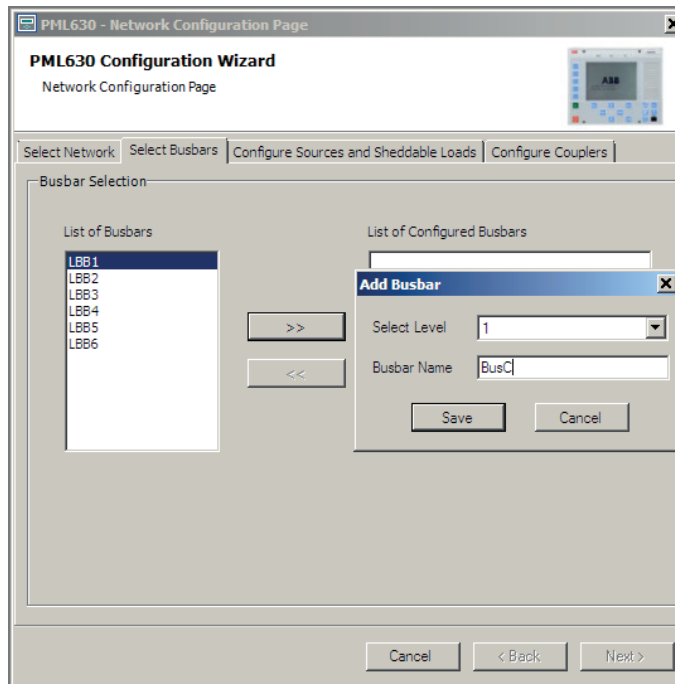 PML630 - Network Configuration Page
PML630 Configuration Wizard
Network Configuration Page
ABB
Select Network
Select Busbars
Configure Sources and Sheddable Loads
Configure Couplers
Busbar Selection
List of Busbars
List of Configured Busbars
LBB1
LBB2
LBB3
LBB4
LBB5
LBB6
>>
<<
Add Busbar
Select Level
1
Busbar Name
BusC
Save
Cancel
Cancel
< Back
Next >